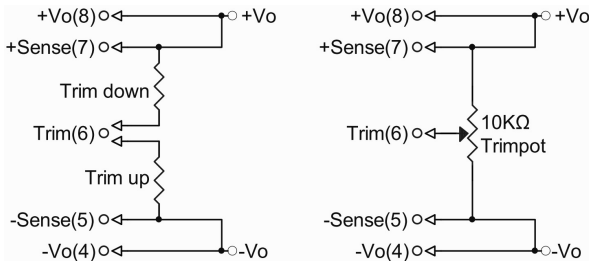 +Vo(8)
+Vo
+Sense(7)
Trim down
Trim(6)
Trim up
-Sense(5)
-Vo(4)
-Vo
+Vo(8)
+Vo
+Sense(7)
Trim(6)
10KΩ
Trimpot
-Sense(5)
-Vo(4)
-Vo